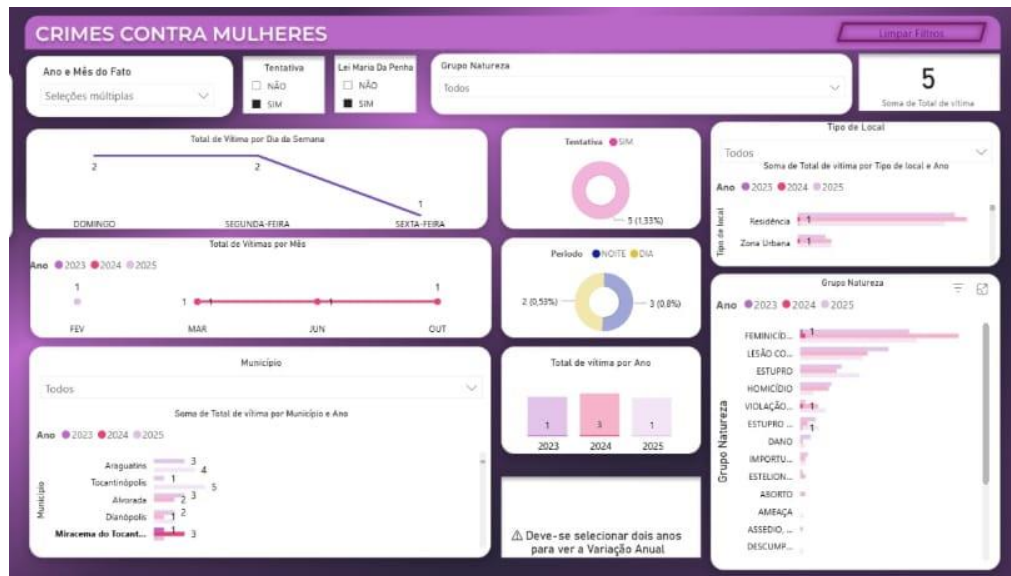 CRIMES CONTRA MULHERES
Limpar Filtros
Ano e Mês do Fato
Seleções múltiplas
Tentativa
NÃO
SIM
Lei Maria Da Penha
NÃO
SIM
Grupo Natureza
Todos
5
Soma de Total de vítima
Total de Vítima por Dia da Semana
2
2
1
DOMINGO
SEGUNDA-FEIRA
SEXTA-FEIRA
Tentativa SIM
5 (1,33%)
Tipo de Local
Todos
Soma de Total de vítima por Tipo de local e Ano
Ano 2023 2024 2025
Tipo de local
Residência 1
Zona Urbana 1
Total de Vítimas por Mês
Ano 2023 2024 2025
1
1
1
1
1
FEV
MAR
JUN
OUT
Período NOITE DIA
2 (0,53%)
3 (0,8%)
Grupo Natureza
Ano 2023 2024 2025
Grupo Natureza
FEMINICÍD... 1
LESÃO CO...
ESTUPRO
HOMICÍDIO
VIOLAÇÃO... 1
ESTUPRO ... 1
DANO
IMPORTU...
ESTELION...
ABORTO
AMEAÇA
ASSEDIO, ...
DESCUMP...
Município
Todos
Soma de Total de vítima por Município e Ano
Ano 2023 2024 2025
Município
Araguatins 3 4
Tocantinópolis 1 5
Alvorada 3 2
Dianópolis 2 1
Miracema do Tocant... 1 3
Total de vítima por Ano
1
3
1
2023
2024
2025
⚠ Deve-se selecionar dois anos
para ver a Variação Anual